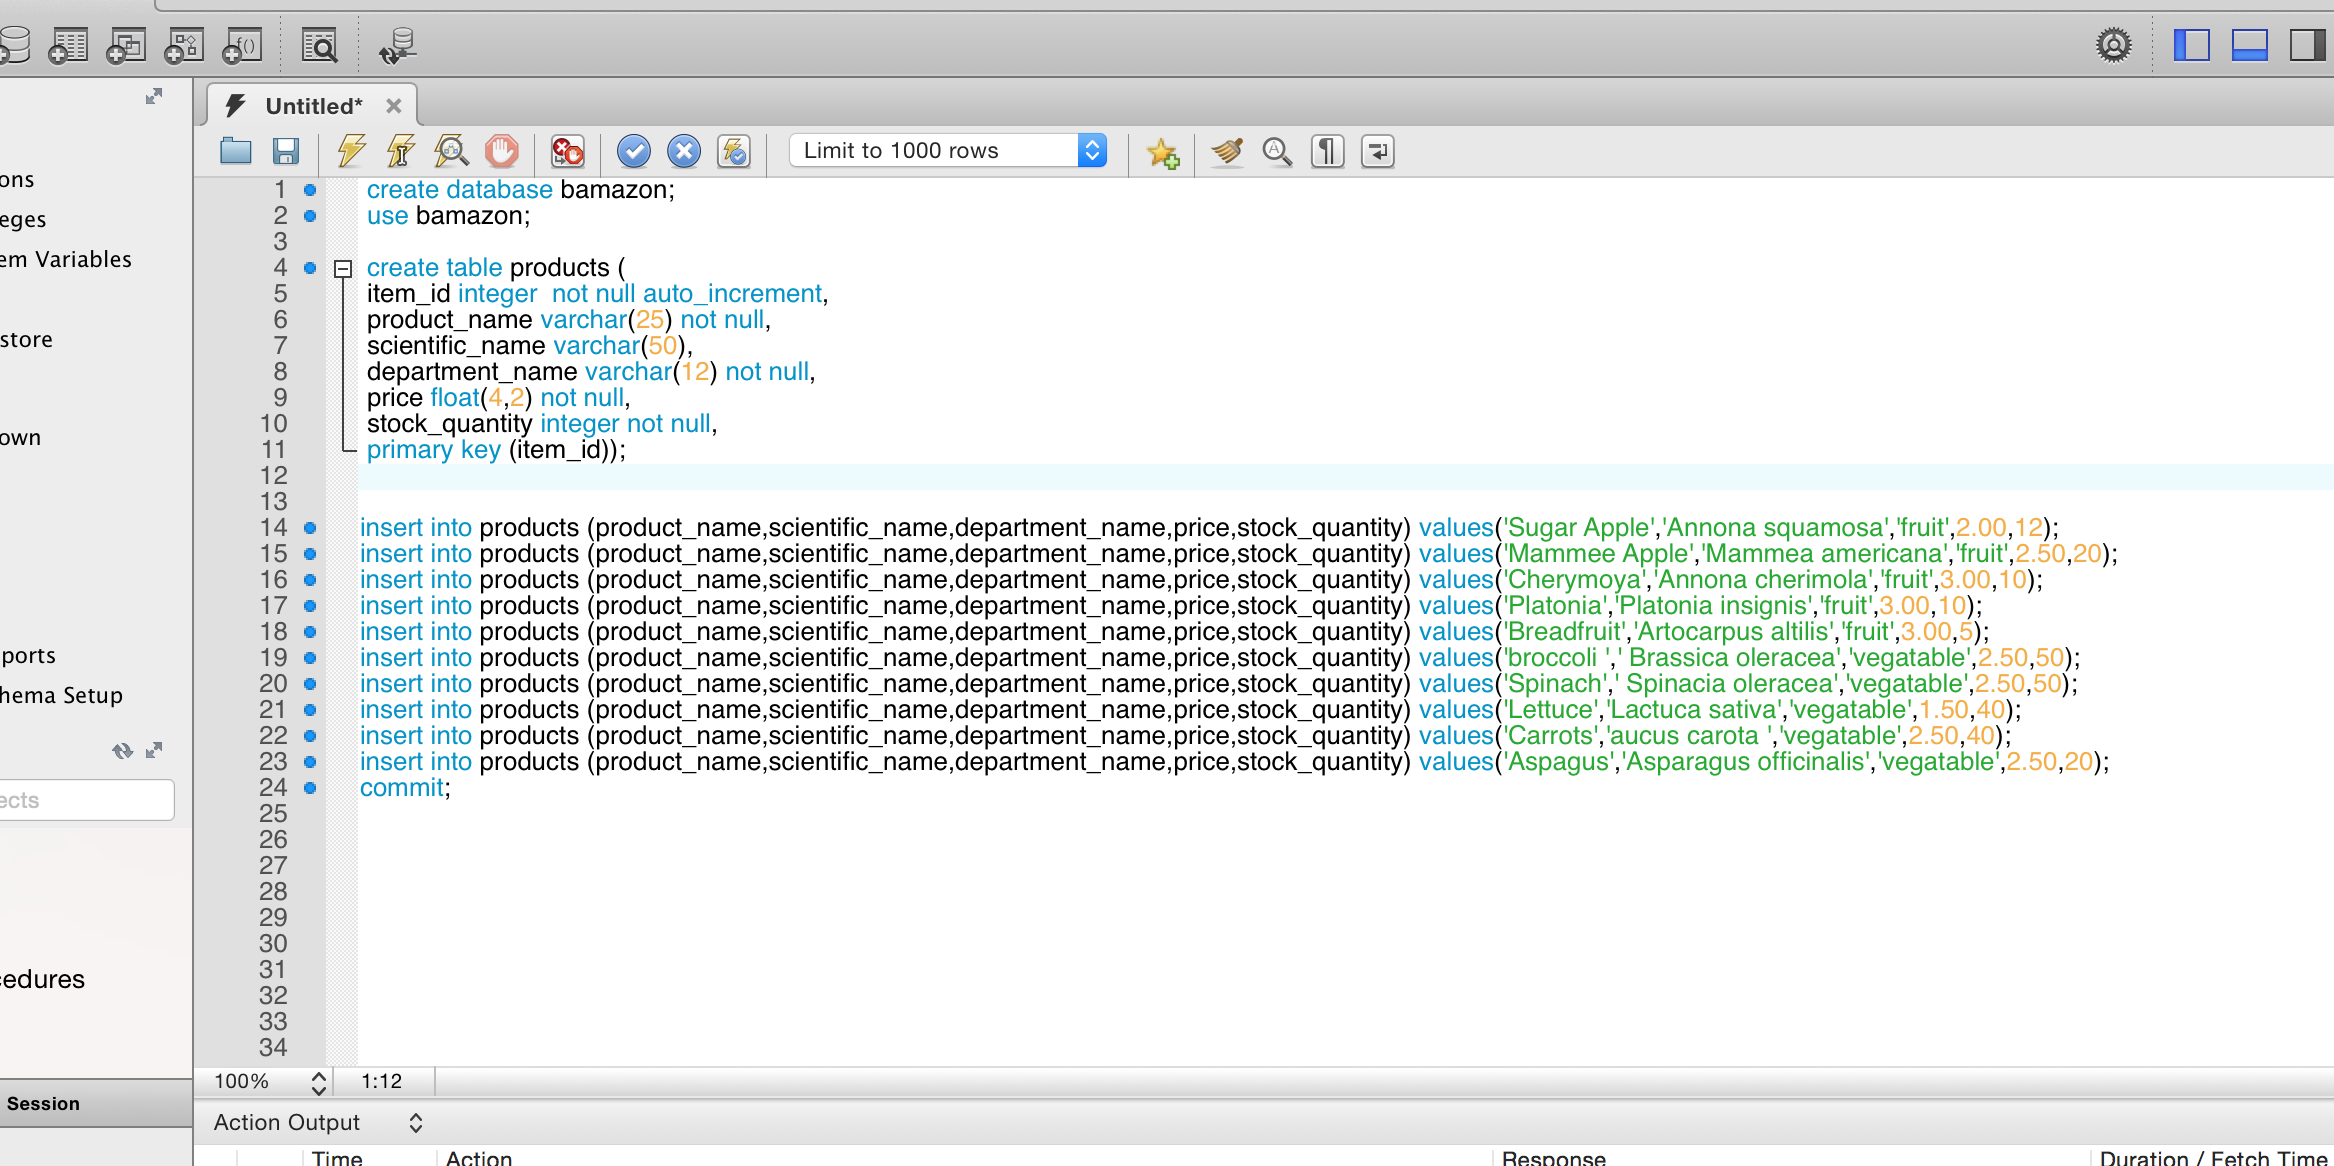 Untitled*
Limit to 1000 rows
ons
eges
em Variables
store
own
ports
hema Setup
ects
cedures
Session
1 create database bamazon;
2 use bamazon;
3
4 create table products (
5 item_id integer  not null auto_increment,
6 product_name varchar(25) not null,
7 scientific_name varchar(50),
8 department_name varchar(12) not null,
9 price float(4,2) not null,
10 stock_quantity integer not null,
11 primary key (item_id));
12
13
14 insert into products (product_name,scientific_name,department_name,price,stock_quantity) values('Sugar Apple','Annona squamosa','fruit',2.00,12);
15 insert into products (product_name,scientific_name,department_name,price,stock_quantity) values('Mammee Apple','Mammea americana','fruit',2.50,20);
16 insert into products (product_name,scientific_name,department_name,price,stock_quantity) values('Cherymoya','Annona cherimola','fruit',3.00,10);
17 insert into products (product_name,scientific_name,department_name,price,stock_quantity) values('Platonia','Platonia insignis','fruit',3.00,10);
18 insert into products (product_name,scientific_name,department_name,price,stock_quantity) values('Breadfruit','Artocarpus altilis','fruit',3.00,5);
19 insert into products (product_name,scientific_name,department_name,price,stock_quantity) values('broccoli ',' Brassica oleracea','vegatable',2.50,50);
20 insert into products (product_name,scientific_name,department_name,price,stock_quantity) values('Spinach',' Spinacia oleracea','vegatable',2.50,50);
21 insert into products (product_name,scientific_name,department_name,price,stock_quantity) values('Lettuce','Lactuca sativa','vegatable',1.50,40);
22 insert into products (product_name,scientific_name,department_name,price,stock_quantity) values('Carrots','aucus carota ','vegatable',2.50,40);
23 insert into products (product_name,scientific_name,department_name,price,stock_quantity) values('Aspagus','Asparagus officinalis','vegatable',2.50,20);
24 commit;
25
26
27
28
29
30
31
32
33
34
100% 1:12
Action Output
Time Action Response Duration / Fetch Time